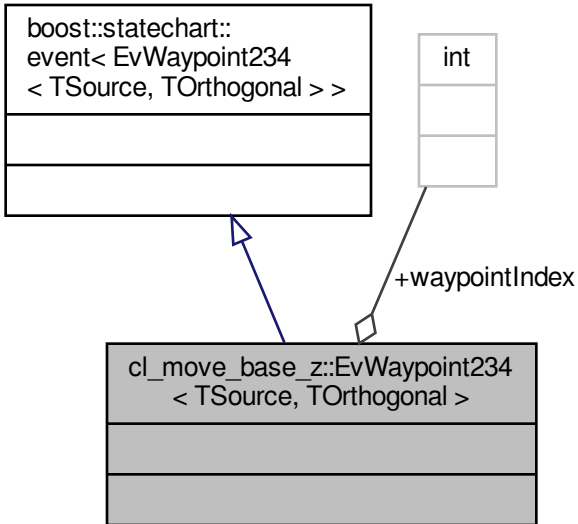 boost::statechart::
event< EvWaypoint234
< TSource, TOrthogonal > >
int
+waypointIndex
cl_move_base_z::EvWaypoint234
< TSource, TOrthogonal >